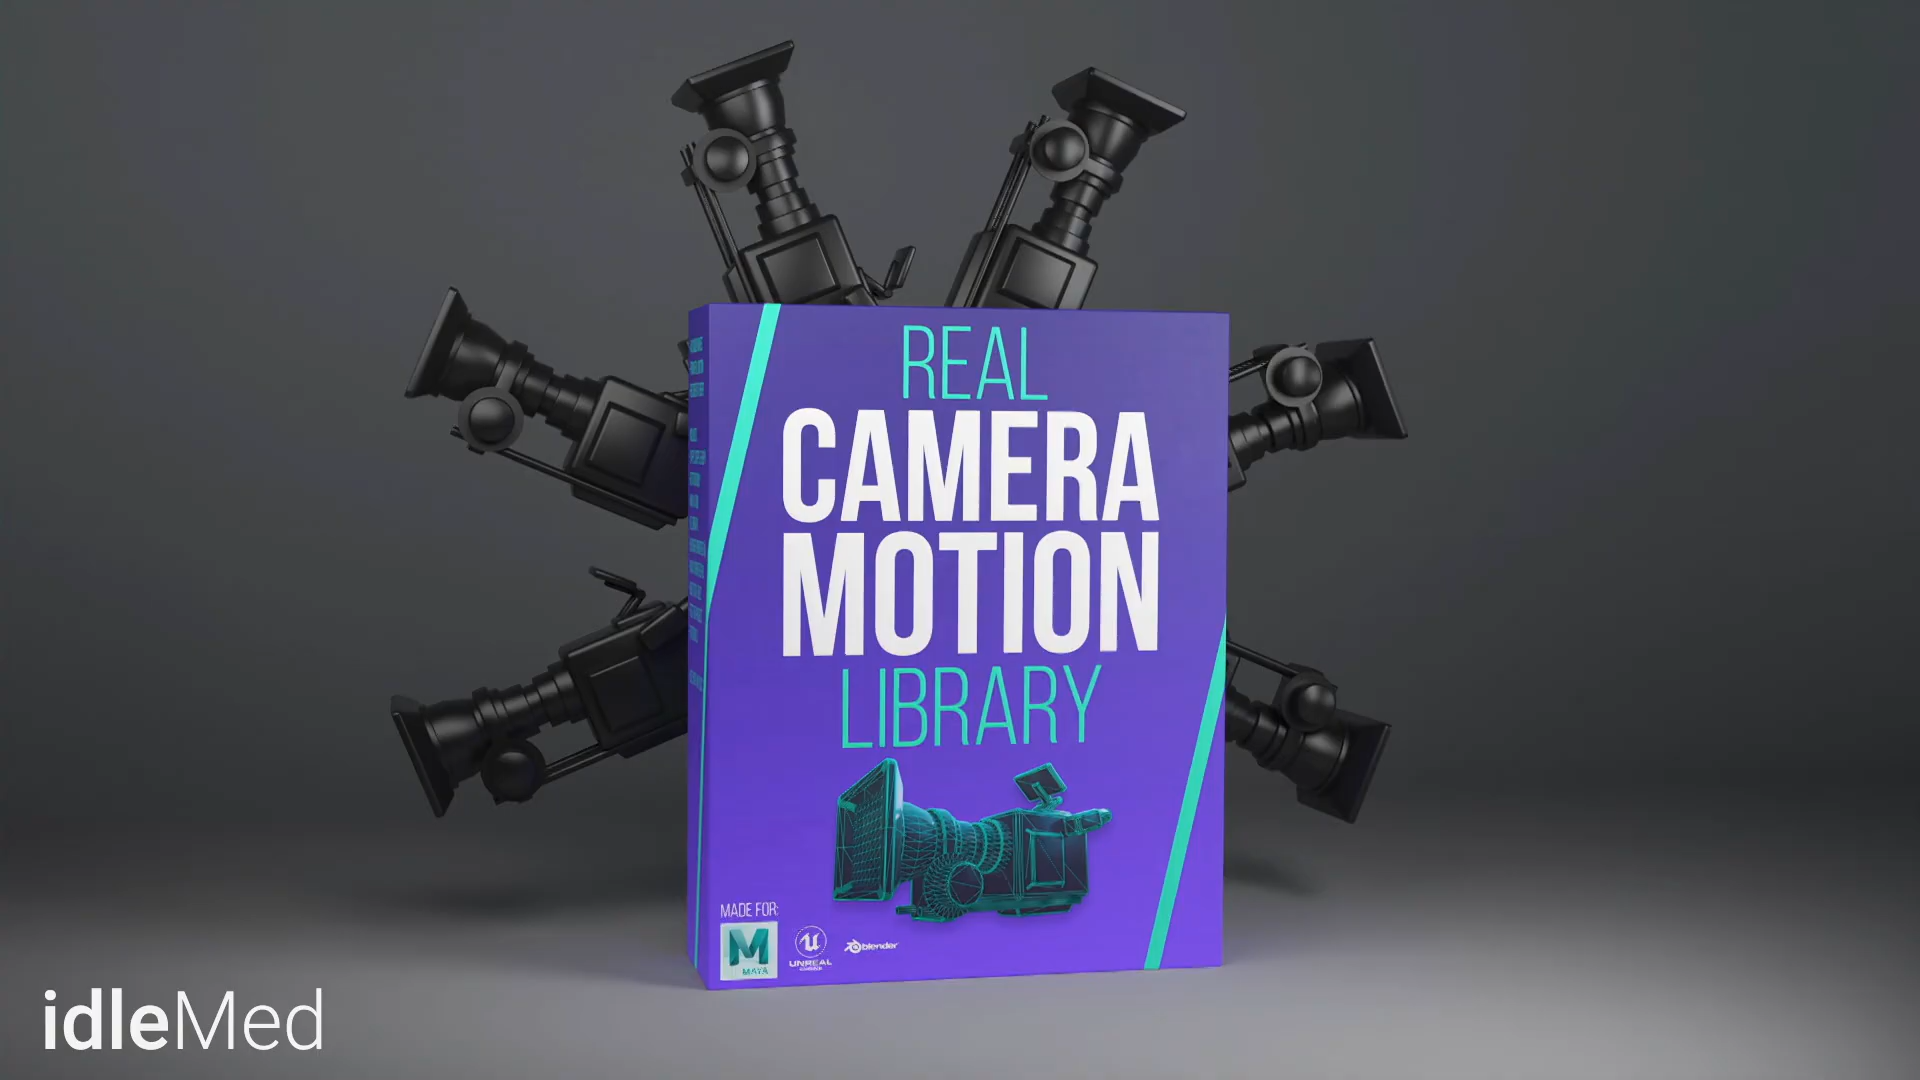 REAL
CAMERA
MOTION
LIBRARY
MADE FOR:
MAYA
UNREAL
blender
idleMed